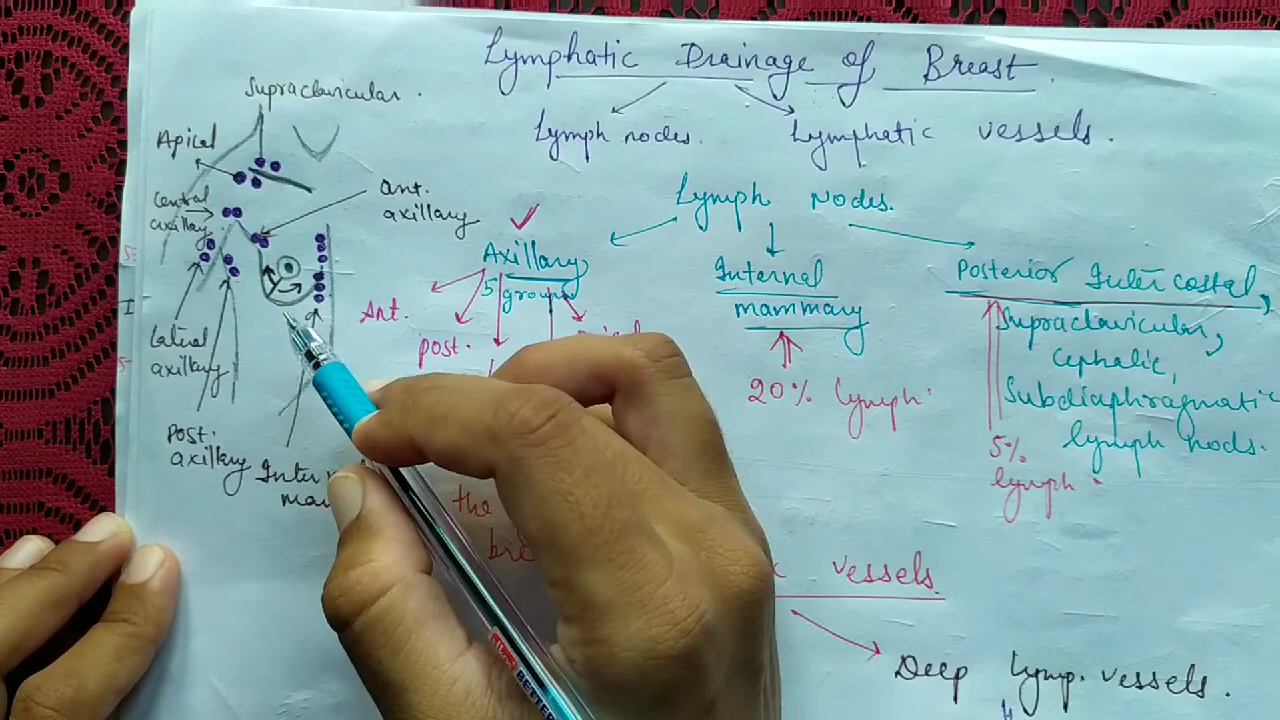 Lymphatic Drainage of Breast.
Lymph nodes.
Lymphatic vessels.
Supraclavicular.
Apical
Central
axillary
ant.
axillary
Lateral
axillary
Post.
axillary
Lymph Nodes.
Axillary
5 groups
Ant.
post.
Internal
mammary
20% lymph.
Posterior Intercostal,
Supraclavicular,
Cephalic,
Subdiaphragmatic
lymph nods.
5%
lymph.
the
vessels.
Deep lymp. vessels.
BETTER